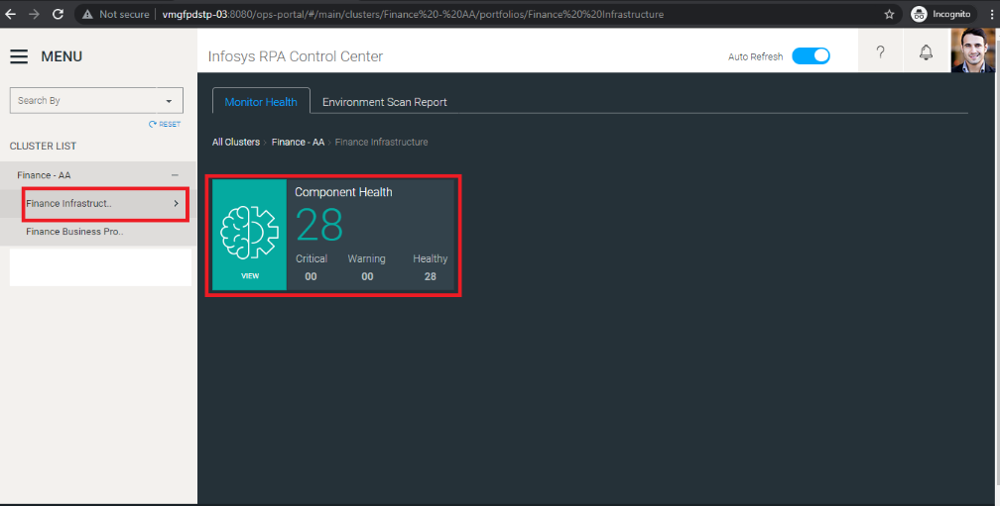 Not secure vmgfpdstp-03:8080/ops-portal/#/main/clusters/Finance%20-%20AA/portfolios/Finance%20%20Infrastructure
Incognito
MENU
Infosys RPA Control Center
Auto Refresh
?
Search By
RESET
CLUSTER LIST
Finance - AA
Finance Infrastruct..
Finance Business Pro..
Monitor Health
Environment Scan Report
All Clusters › Finance - AA › Finance Infrastructure
Component Health
28
Critical Warning Healthy
00 00 28
VIEW